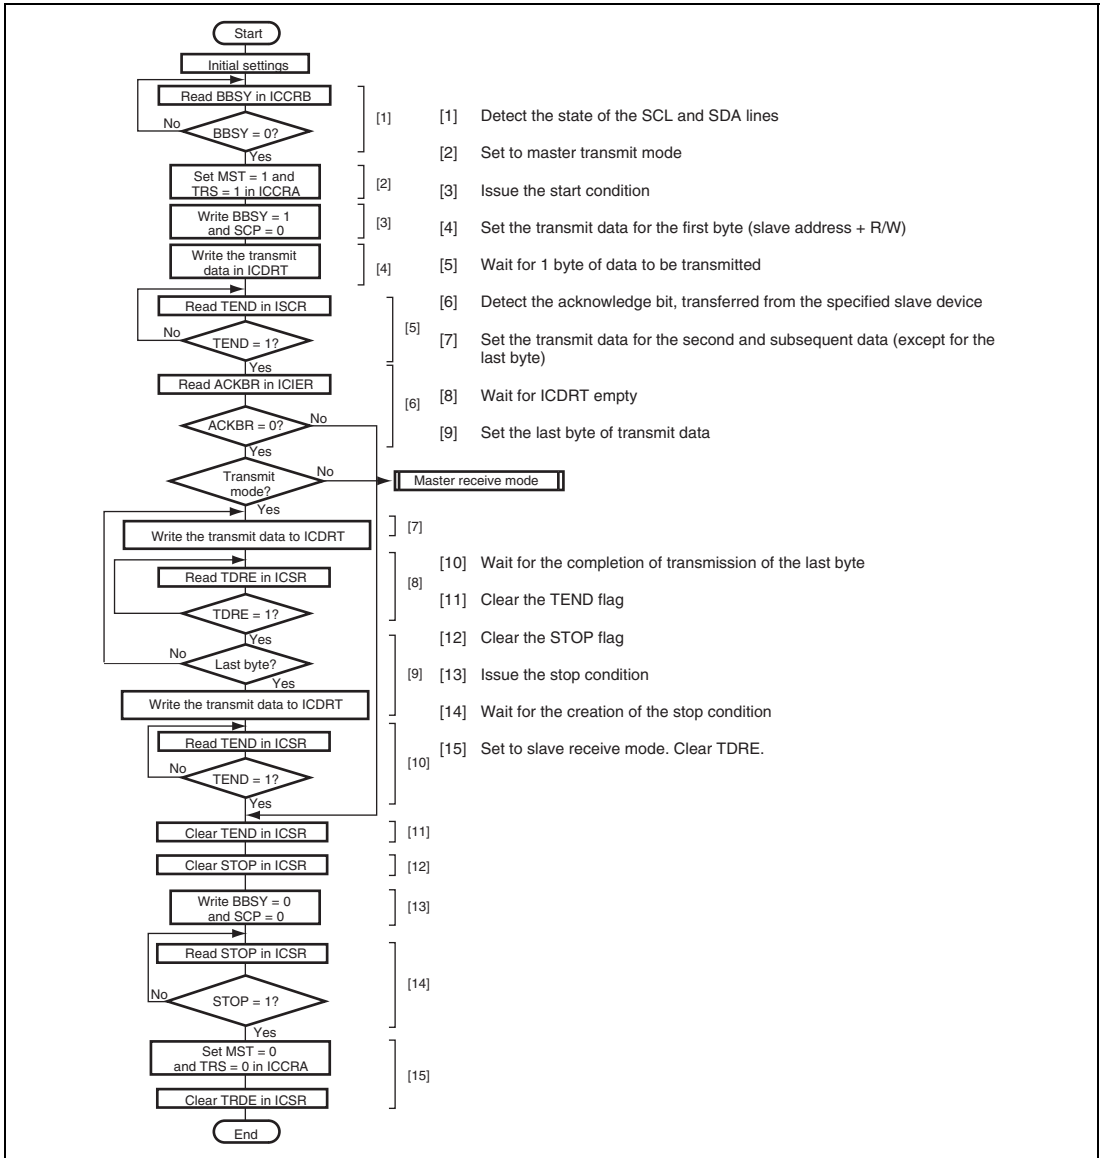 Start
Initial settings
Read BBSY in ICCRB
No
BBSY = 0?
Yes
[1]
Set MST = 1 and
TRS = 1 in ICCRA
[2]
Write BBSY = 1
and SCP = 0
[3]
Write the transmit
data in ICDRT
[4]
Read TEND in ISCR
No
TEND = 1?
Yes
[5]
Read ACKBR in ICIER
ACKBR = 0?
No
Yes
[6]
Transmit
mode?
No
Master receive mode
Yes
Write the transmit data to ICDRT
[7]
Read TDRE in ICSR
TDRE = 1?
Yes
[8]
No
Last byte?
Yes
Write the transmit data to ICDRT
[9]
Read TEND in ICSR
No
TEND = 1?
Yes
[10]
Clear TEND in ICSR
[11]
Clear STOP in ICSR
[12]
Write BBSY = 0
and SCP = 0
[13]
Read STOP in ICSR
No
STOP = 1?
Yes
[14]
Set MST = 0
and TRS = 0 in ICCRA
Clear TRDE in ICSR
[15]
End
[1] Detect the state of the SCL and SDA lines
[2] Set to master transmit mode
[3] Issue the start condition
[4] Set the transmit data for the first byte (slave address + R/W)
[5] Wait for 1 byte of data to be transmitted
[6] Detect the acknowledge bit, transferred from the specified slave device
[7] Set the transmit data for the second and subsequent data (except for the
last byte)
[8] Wait for ICDRT empty
[9] Set the last byte of transmit data
[10] Wait for the completion of transmission of the last byte
[11] Clear the TEND flag
[12] Clear the STOP flag
[13] Issue the stop condition
[14] Wait for the creation of the stop condition
[15] Set to slave receive mode. Clear TDRE.